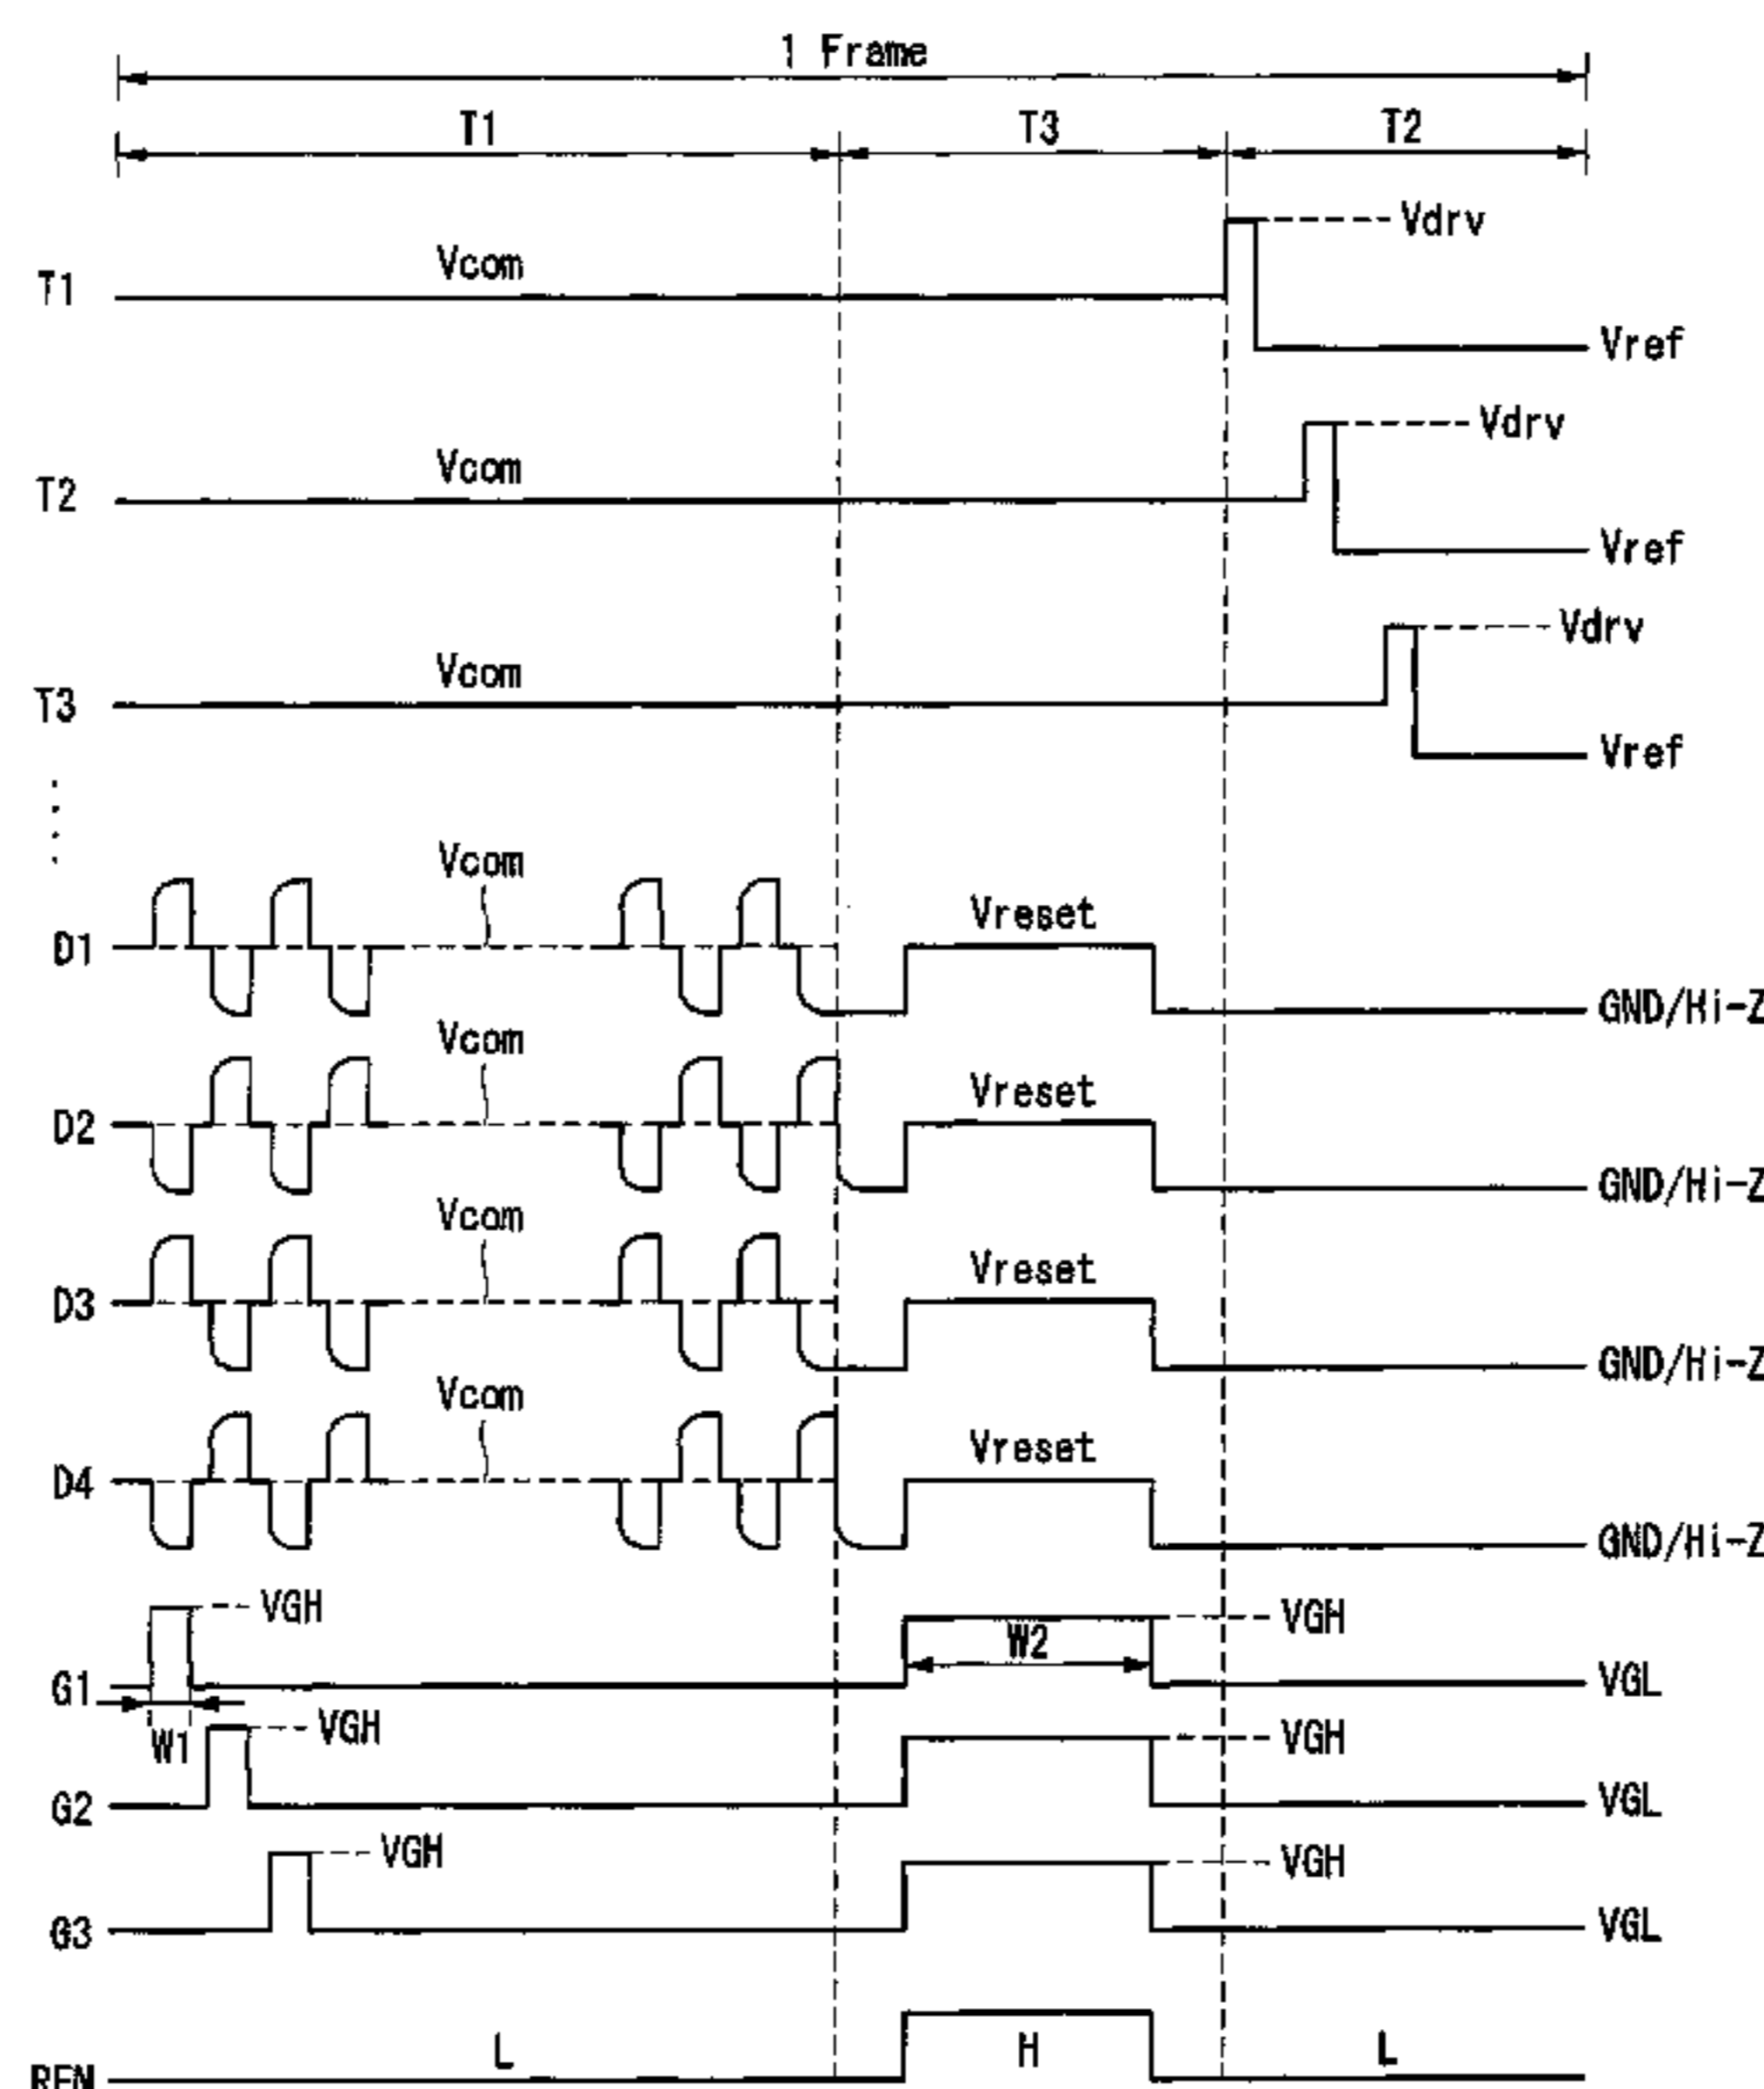 1 Frame
T1 T3 T2
Vdrv
Vcom
T1
Vref
Vdrv
Vcom
T2
Vref
Vdrv
Vcom
T3
Vref
Vcom
Vreset
D1
GND/Hi-Z
Vcom
Vreset
D2
GND/Hi-Z
Vcom
Vreset
D3
GND/Hi-Z
Vcom
Vreset
D4
GND/Hi-Z
VGH VGH
W2
G1 VGL
W1 VGH VGH
G2 VGL
VGH VGH
G3 VGL
L H L
REN